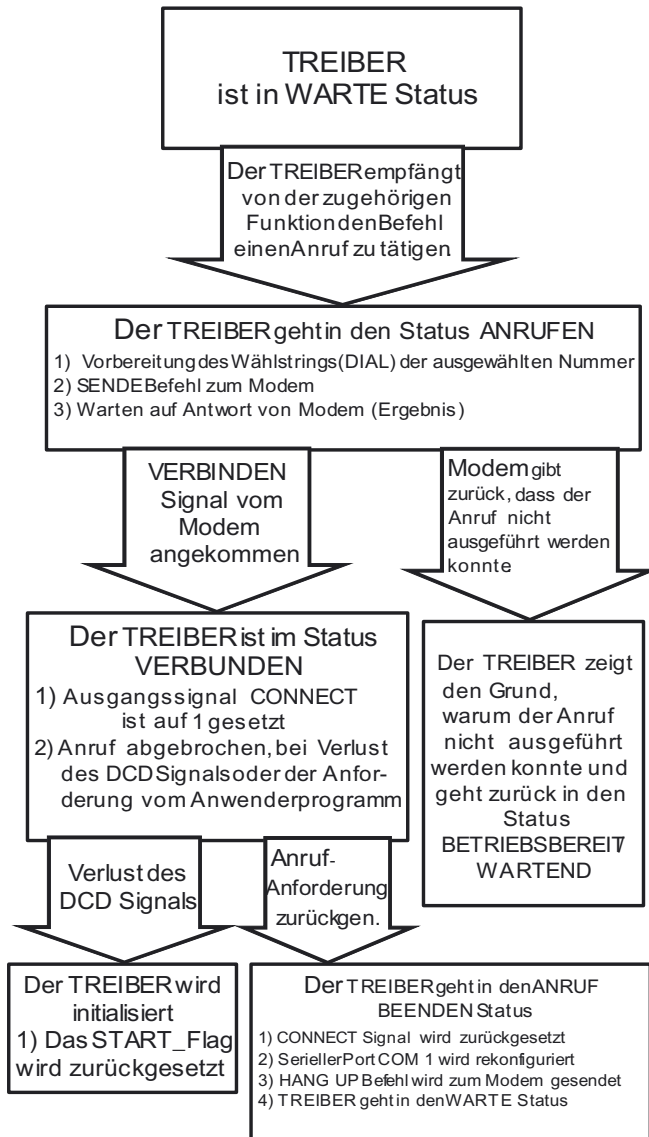 TREIBER
ist in WARTE Status
Der TREIBER empfängt
von der zugehörigen
Funktion den Befehl
einen Anruf zu tätigen
Der TREIBER geht in den Status ANRUFEN
1) Vorbereitung des Wählstrings (DIAL) der ausgewählten Nummer
2) SENDE Befehl zum Modem
3) Warten auf Antwort von Modem (Ergebnis)
VERBINDEN
Signal vom
Modem
angekommen
Modem gibt
zurück, dass der
Anruf nicht
ausgeführt werden
konnte.
Der TREIBER ist im Status
VERBUNDEN
1) Ausgangssignal CONNECT
ist auf 1 gesetzt
2) Anruf abgebrochen, bei Verlust
des DCD Signals oder der Anfor-
derung vom Anwenderprogramm
Der TREIBER zeigt
den Grund,
warum der Anruf
nicht ausgeführt
werden konnte und
geht zurück in den
Status
BETRIEBSBEREIT/
WARTEND
Verlust des
DCD Signals
Anruf-
Anforderung
zurückgen.
Der TREIBER wird
initialisiert
1) Das START_Flag
wird zurückgesetzt
Der TREIBER geht in den ANRUF
BEENDEN Status
1) CONNECT Signal wird zurückgesetzt
2) Serieller Port COM 1 wird rekonfiguriert
3) HANG UP Befehl wird zum Modem gesendet
4) TREIBER geht in den WARTE Status